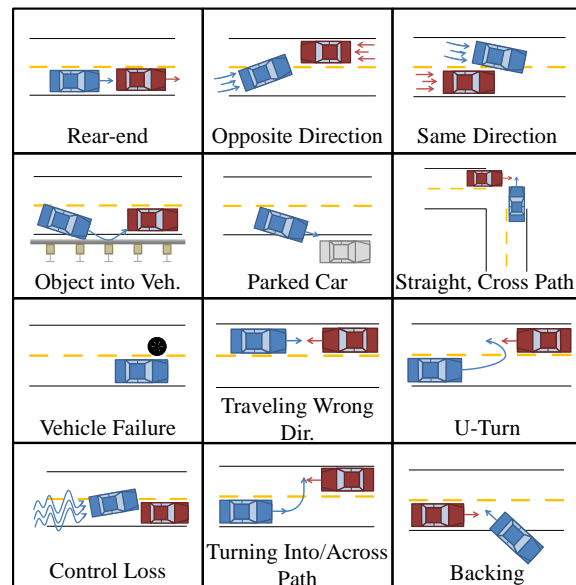 Rear-end
Opposite Direction
Same Direction
Object into Veh.
Parked Car
Straight, Cross Path
Vehicle Failure
Traveling Wrong
Dir.
U-Turn
Control Loss
Turning Into/Across
Path
Backing